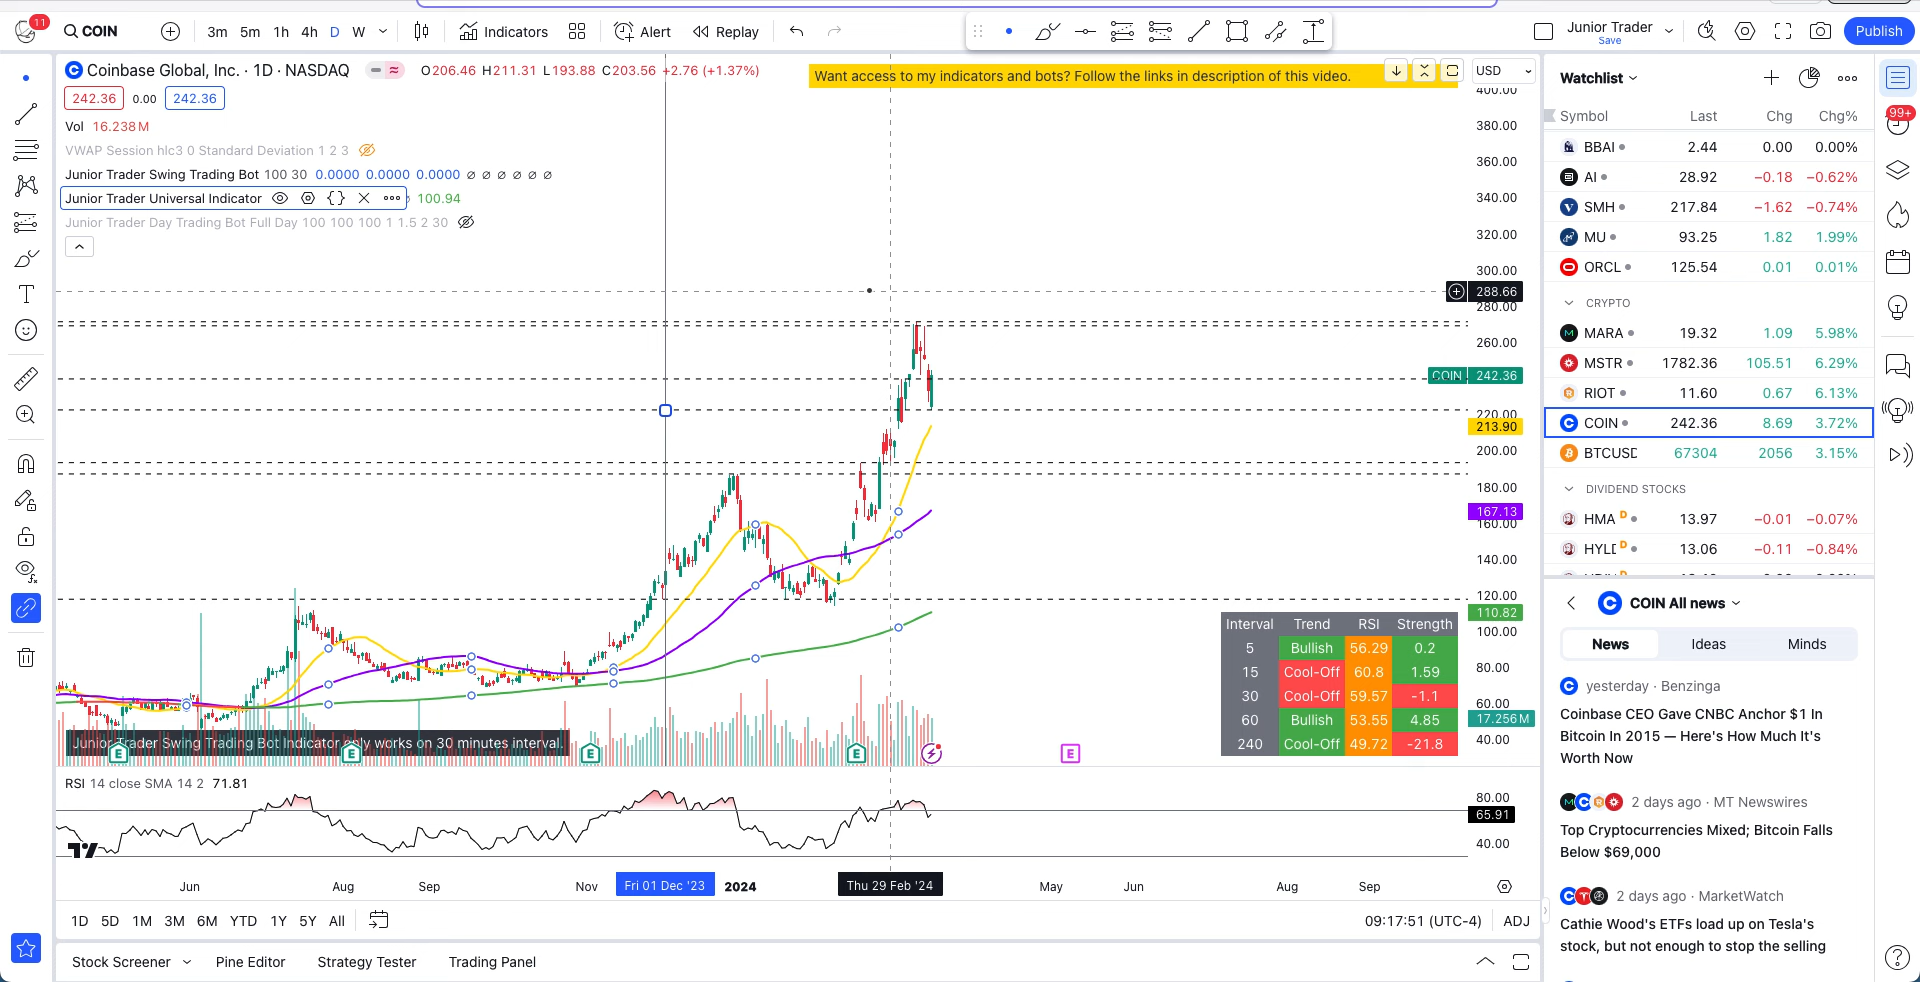 11
COIN
3m 5m 1h 4h D W
Indicators
Alert
Replay
Junior Trader
Save
Publish
Coinbase Global, Inc. · 1D · NASDAQ
O206.46 H211.31 L193.88 C203.56 +2.76 (+1.37%)
Want access to my indicators and bots? Follow the links in description of this video.
USD
242.36 0.00 242.36
Vol 16.238M
VWAP Session hlc3 0 Standard Deviation 1 2 3
Junior Trader Swing Trading Bot 100 30 0.0000 0.0000 0.0000 ∅ ∅ ∅ ∅ ∅ ∅
Junior Trader Universal Indicator 100.94
Junior Trader Day Trading Bot Full Day 100 100 100 1 1.5 2 30
400.00
380.00
360.00
340.00
320.00
300.00
288.66
280.00
260.00
COIN 242.36
220.00
213.90
200.00
180.00
167.13
160.00
140.00
120.00
110.82
100.00
80.00
60.00
17.256M
40.00
Interval Trend RSI Strength
5 Bullish 56.29 0.2
15 Cool-Off 60.8 1.59
30 Cool-Off 59.57 -1.1
60 Bullish 53.55 4.85
240 Cool-Off 49.72 -21.8
Junior Trader Swing Trading Bot Indicator only works on 30 minutes interval.
E E E E E
RSI 14 close SMA 14 2 71.81
80.00
65.91
40.00
Jun Aug Sep Nov Fri 01 Dec '23 2024 Thu 29 Feb '24 May Jun Aug Sep
1D 5D 1M 3M 6M YTD 1Y 5Y All
09:17:51 (UTC-4) ADJ
Stock Screener Pine Editor Strategy Tester Trading Panel
Watchlist
Symbol Last Chg Chg%
BBAI 2.44 0.00 0.00%
AI 28.92 −0.18 −0.62%
SMH 217.84 −1.62 −0.74%
MU 93.25 1.82 1.99%
ORCL 125.54 0.01 0.01%
CRYPTO
MARA 19.32 1.09 5.98%
MSTR 1782.36 105.51 6.29%
RIOT 11.60 0.67 6.13%
COIN 242.36 8.69 3.72%
BTCUSD 67304 2056 3.15%
DIVIDEND STOCKS
HMA D 13.97 −0.01 −0.07%
HYLD D 13.06 −0.11 −0.84%
COIN All news
News Ideas Minds
yesterday · Benzinga
Coinbase CEO Gave CNBC Anchor $1 In
Bitcoin In 2015 — Here's How Much It's
Worth Now
2 days ago · MT Newswires
Top Cryptocurrencies Mixed; Bitcoin Falls
Below $69,000
2 days ago · MarketWatch
Cathie Wood's ETFs load up on Tesla's
stock, but not enough to stop the selling
99+